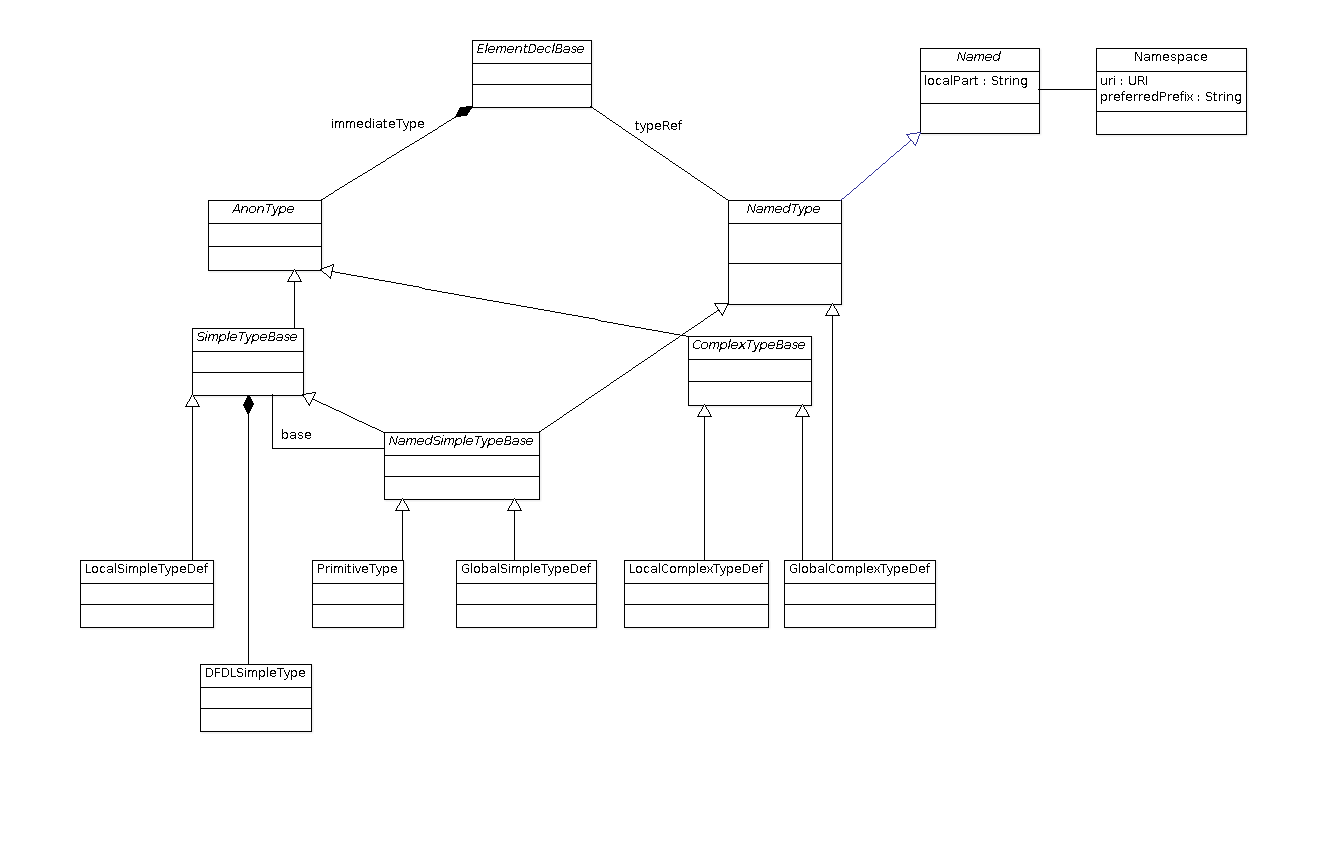 ElementDeclBase
Named
localPart : String
Namespace
uri : URI
preferredPrefix : String
immediateType
typeRef
AnonType
NamedType
SimpleTypeBase
ComplexTypeBase
base
NamedSimpleTypeBase
LocalSimpleTypeDef
PrimitiveType
GlobalSimpleTypeDef
LocalComplexTypeDef
GlobalComplexTypeDef
DFDLSimpleType